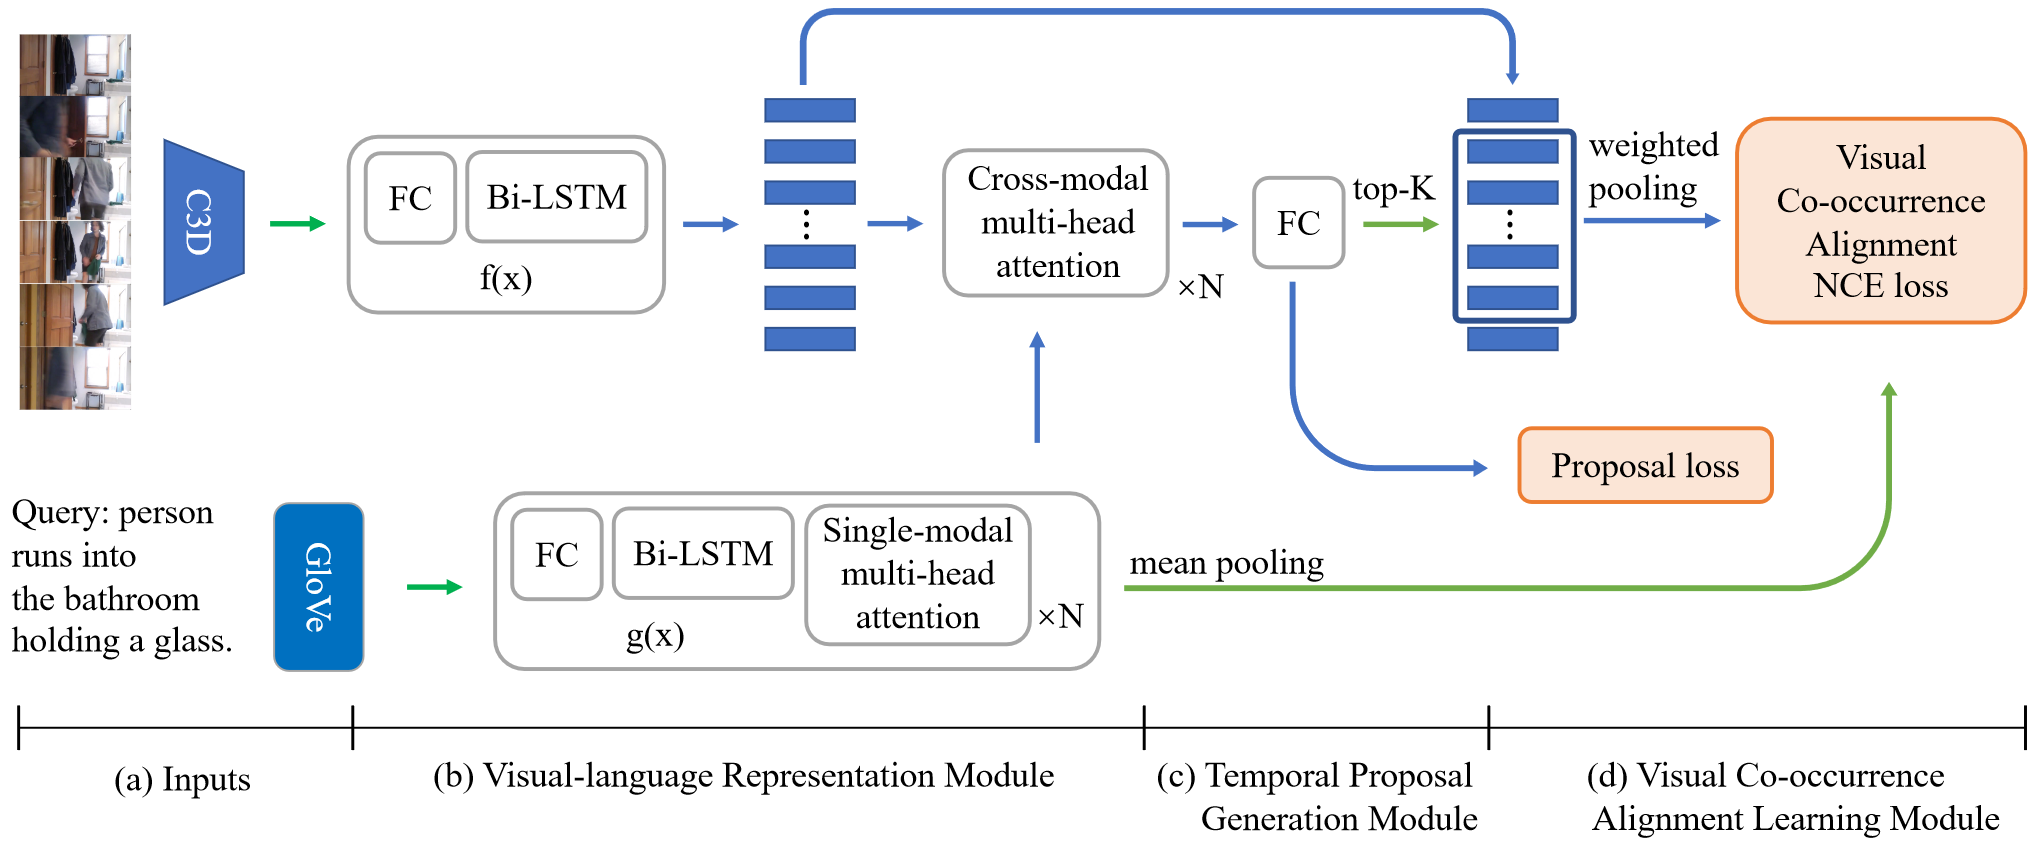 C3D
FC
Bi-LSTM
f(x)
Cross-modal
multi-head
attention
×N
FC
top-K
weighted
pooling
Visual
Co-occurrence
Alignment
NCE loss
Proposal loss
Query: person
runs into
the bathroom
holding a glass.
GloVe
FC
Bi-LSTM
Single-modal
multi-head
attention
×N
g(x)
mean pooling
(a) Inputs
(b) Visual-language Representation Module
(c) Temporal Proposal
Generation Module
(d) Visual Co-occurrence
Alignment Learning Module